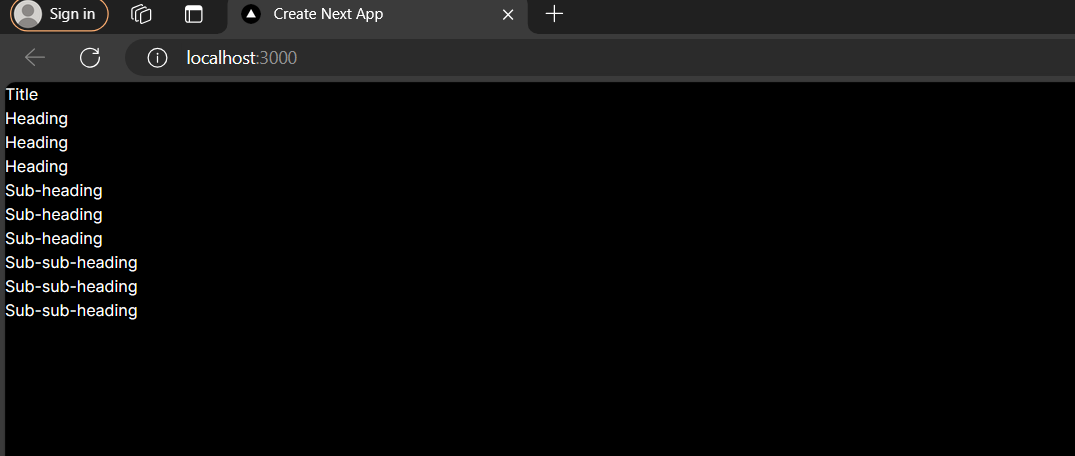 Sign in
Create Next App
localhost:3000
Title
Heading
Heading
Heading
Sub-heading
Sub-heading
Sub-heading
Sub-sub-heading
Sub-sub-heading
Sub-sub-heading